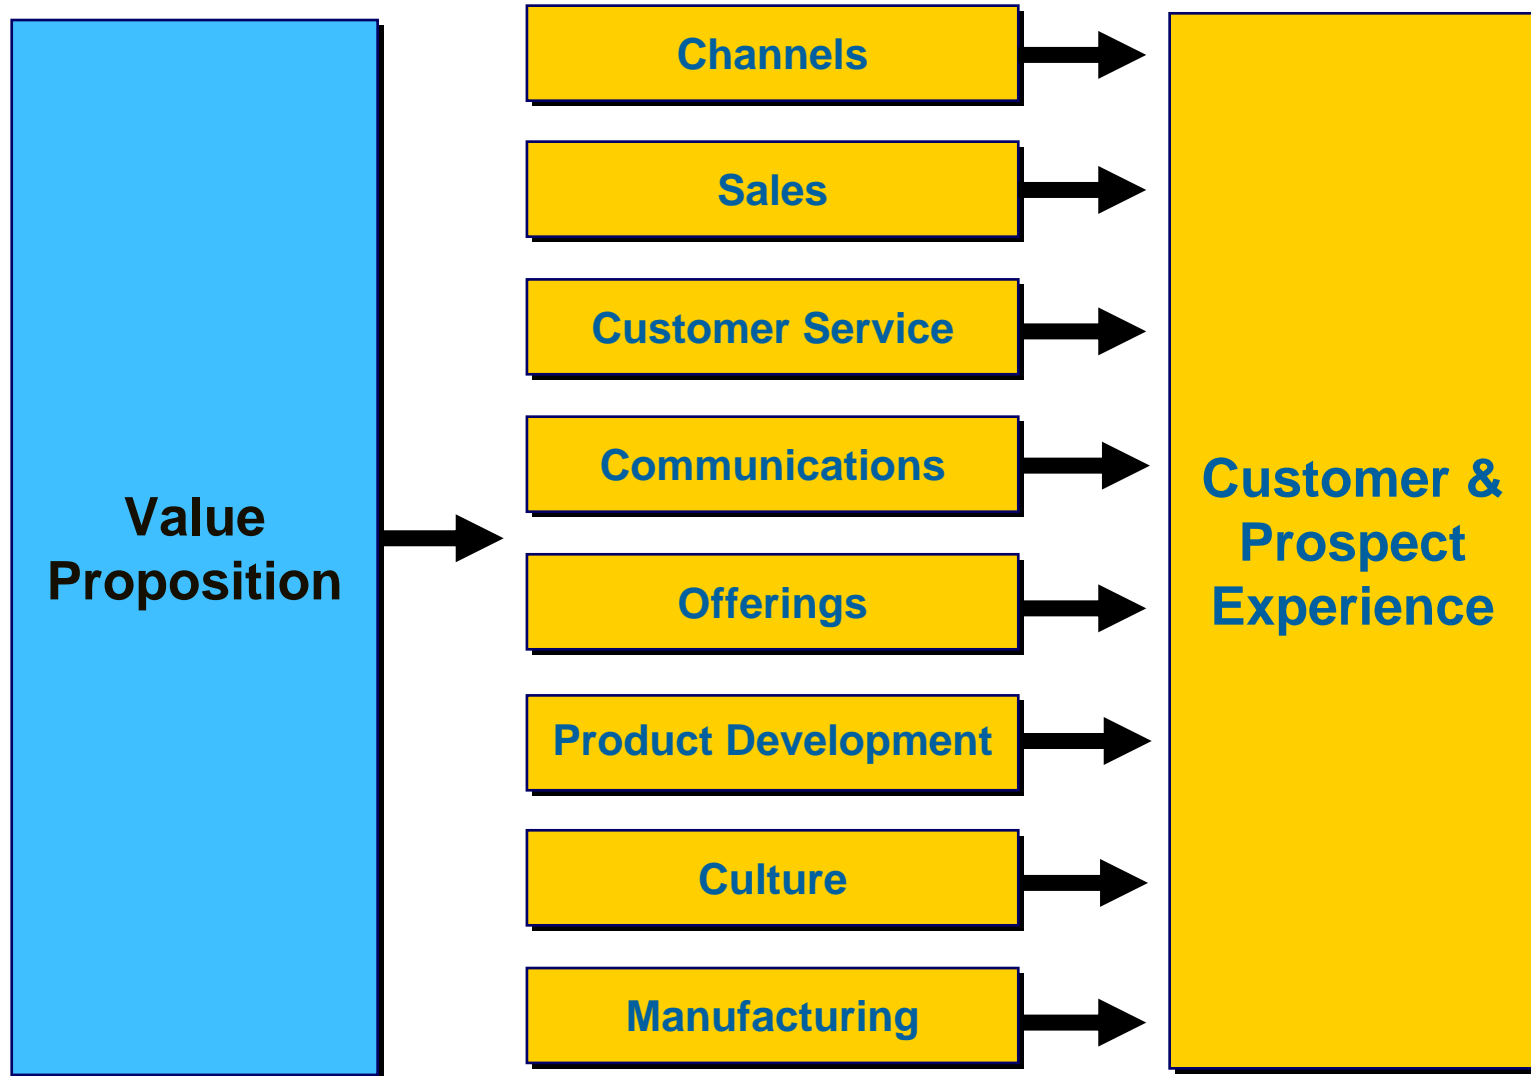 Value
Proposition
Channels
Sales
Customer Service
Communications
Offerings
Product Development
Culture
Manufacturing
Customer &
Prospect
Experience